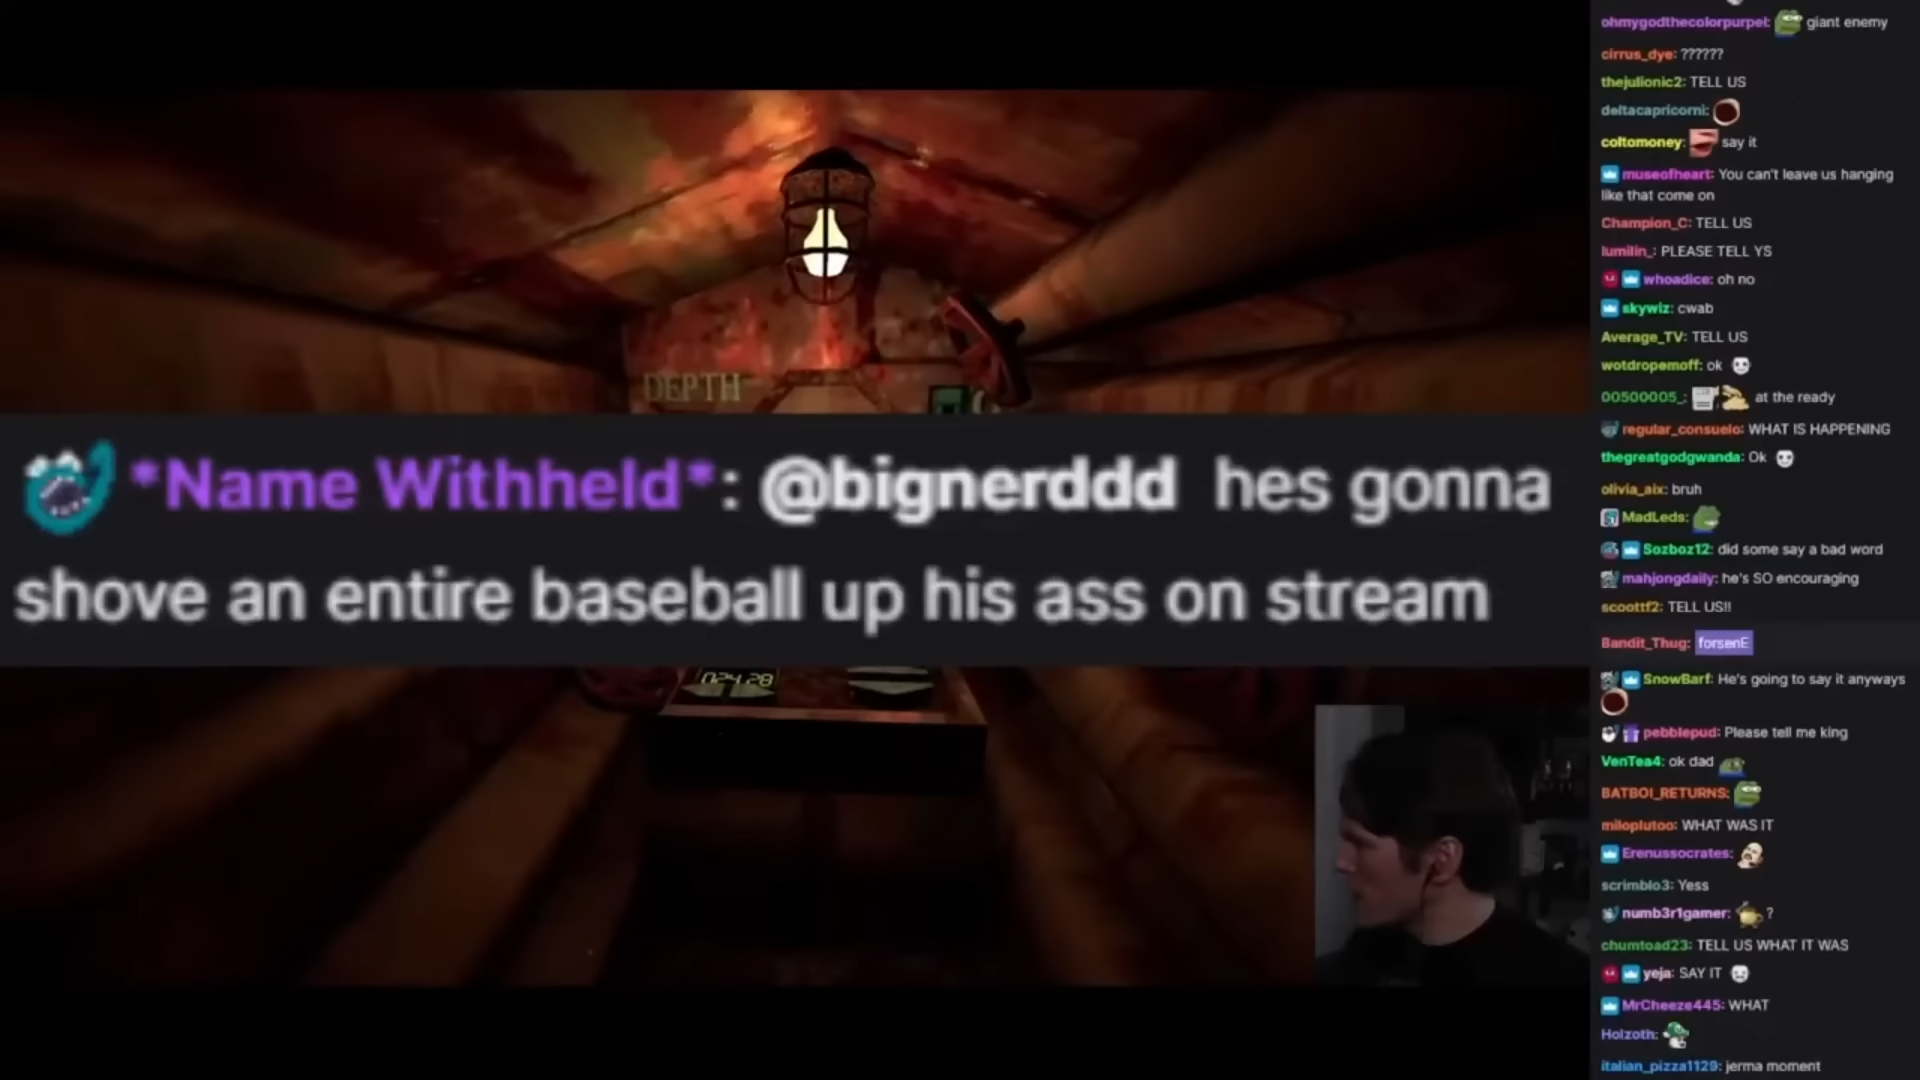 DEPTH
*Name Withheld*: @bignerddd hes gonna
shove an entire baseball up his ass on stream
024.28
ohmygodthecolorpurpel: giant enemy
cirrus_dye: ??????
thejulionic2: TELL US
deltacapricorni:
coltomoney: say it
museofheart: You can't leave us hanging
like that come on
Champion_C: TELL US
lumilin_: PLEASE TELL YS
whoadice: oh no
skywiz: cwab
Average_TV: TELL US
wotdropemoff: ok
00500005_: at the ready
regular_consuelo: WHAT IS HAPPENING
thegreatgodgwanda: Ok
olivia_aix: bruh
MadLeds:
Sozboz12: did some say a bad word
mahjongdaily: he's SO encouraging
scoottf2: TELL US!!
Bandit_Thug: forsenE
SnowBarf: He's going to say it anyways
pebblepud: Please tell me king
VenTea4: ok dad
BATBOI_RETURNS:
miloplutoo: WHAT WAS IT
Erenussocrates:
scrimblo3: Yess
numb3r1gamer: ?
chumtoad23: TELL US WHAT IT WAS
yeja: SAY IT
MrCheeze445: WHAT
Holzoth:
italian_pizza1129: jerma moment